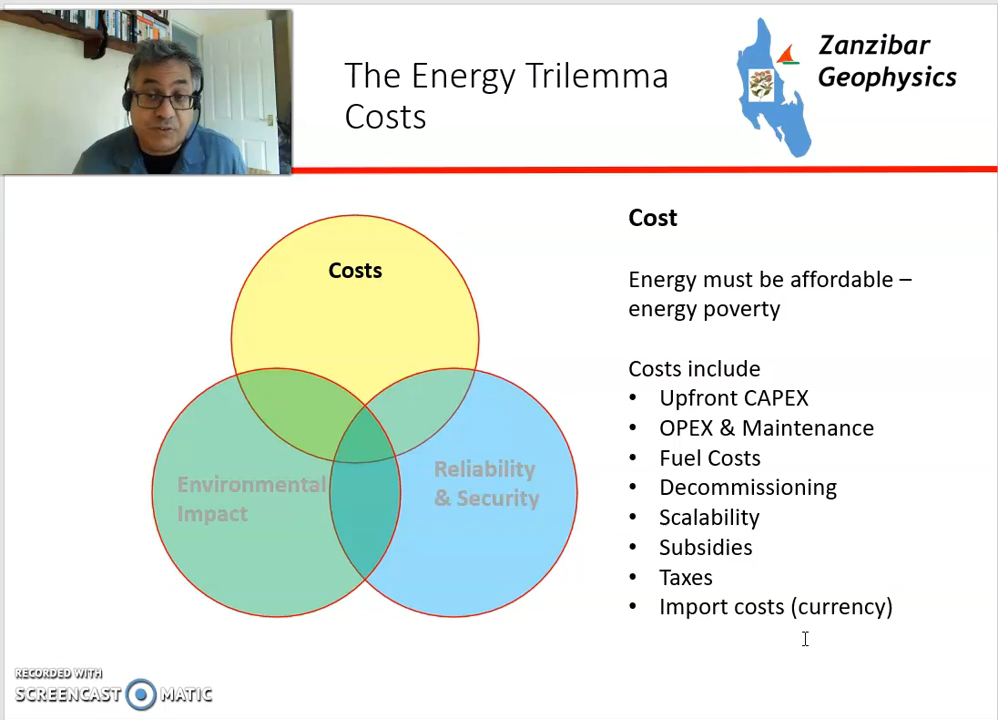 The Energy Trilemma
Costs
Zanzibar
Geophysics
Costs
Environmental
Impact
Reliability
& Security
Cost
Energy must be affordable –
energy poverty
Costs include
• Upfront CAPEX
• OPEX & Maintenance
• Fuel Costs
• Decommissioning
• Scalability
• Subsidies
• Taxes
• Import costs (currency)
RECORDED WITH
SCREENCAST MATIC